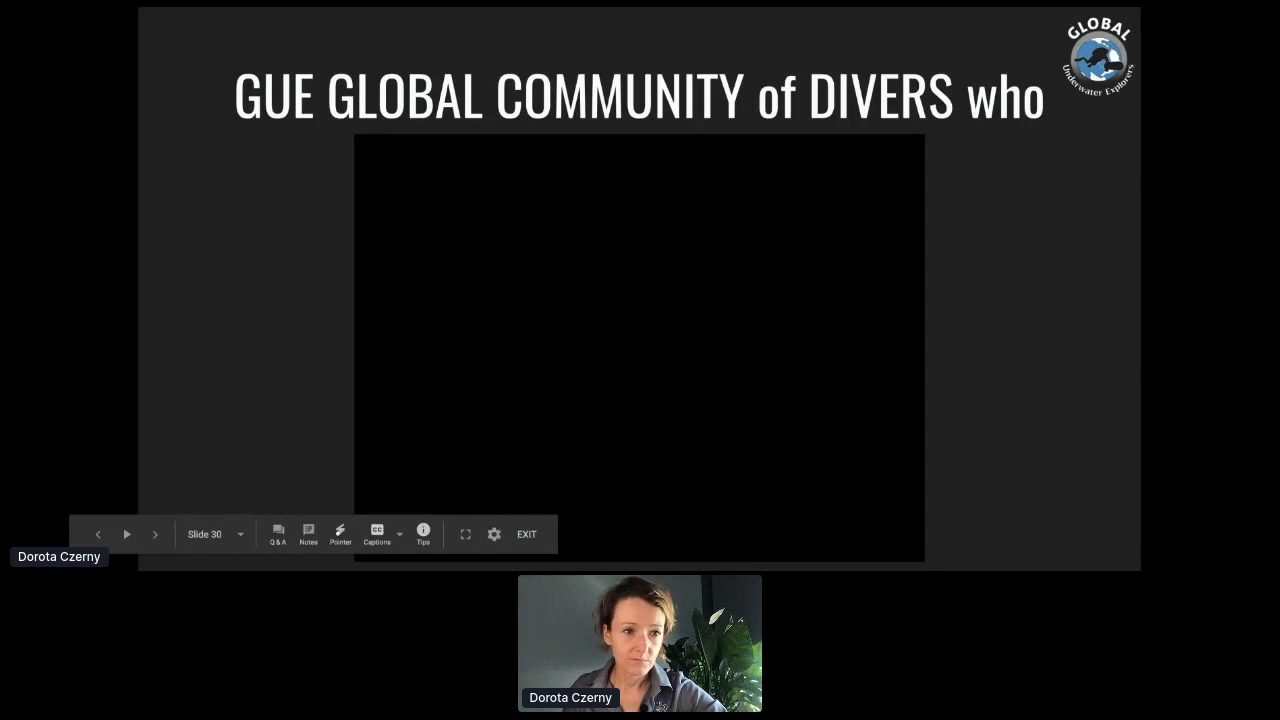 GLOBAL
Underwater Explorers
GUE GLOBAL COMMUNITY of DIVERS who
Slide 30
Q & A
Notes
Pointer
CC
Captions
Tips
EXIT
Dorota Czerny
Dorota Czerny